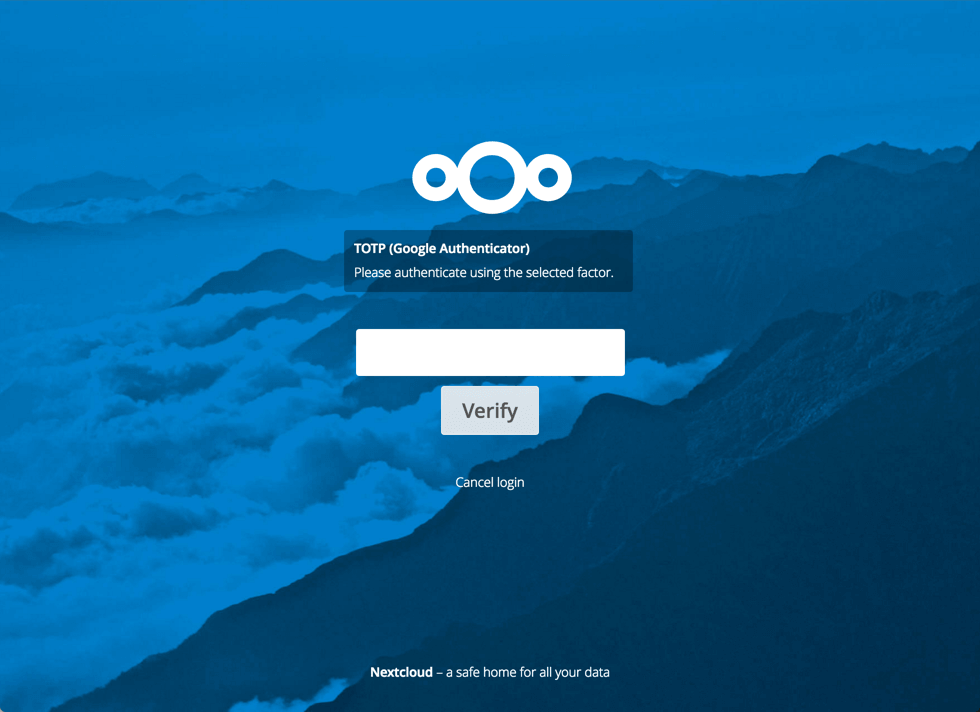 TOTP (Google Authenticator)
Please authenticate using the selected factor.
Verify
Cancel login
Nextcloud – a safe home for all your data